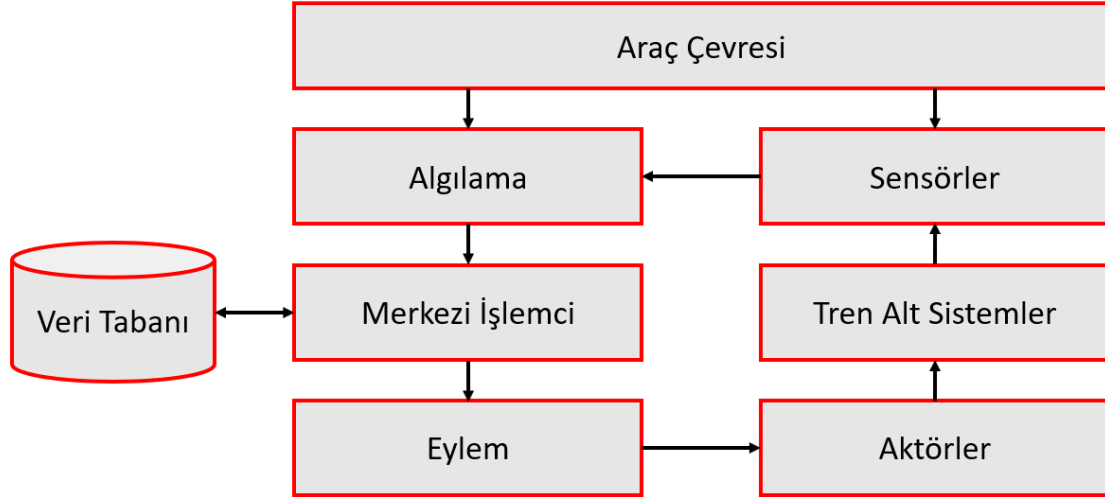 Araç Çevresi
Algılama
Sensörler
Veri Tabanı
Merkezi İşlemci
Tren Alt Sistemler
Eylem
Aktörler